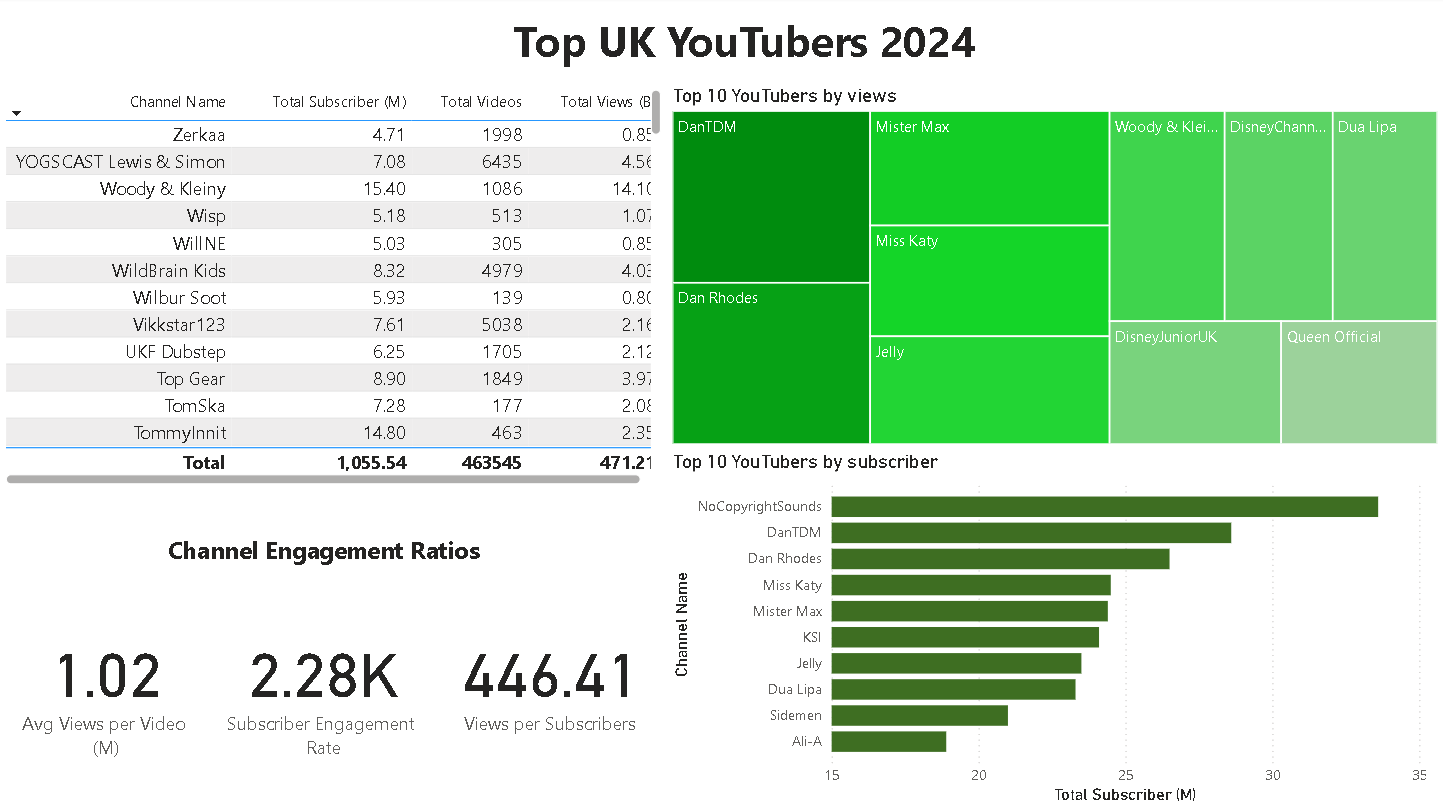 Top UK YouTubers 2024
Channel Name Total Subscriber (M) Total Videos Total Views (B
Zerkaa 4.71 1998 0.85
YOGSCAST Lewis & Simon 7.08 6435 4.56
Woody & Kleiny 15.40 1086 14.10
Wisp 5.18 513 1.07
WillNE 5.03 305 0.85
WildBrain Kids 8.32 4979 4.03
Wilbur Soot 5.93 139 0.80
Vikkstar123 7.61 5038 2.16
UKF Dubstep 6.25 1705 2.12
Top Gear 8.90 1849 3.97
TomSka 7.28 177 2.08
TommyInnit 14.80 463 2.35
Total 1,055.54 463545 471.21
Top 10 YouTubers by views
DanTDM
Dan Rhodes
Mister Max
Miss Katy
Jelly
Woody & Klei...
DisneyChann...
Dua Lipa
DisneyJuniorUK
Queen Official
Channel Engagement Ratios
1.02
Avg Views per Video
(M)
2.28K
Subscriber Engagement
Rate
446.41
Views per Subscribers
Top 10 YouTubers by subscriber
Channel Name
NoCopyrightSounds
DanTDM
Dan Rhodes
Miss Katy
Mister Max
KSI
Jelly
Dua Lipa
Sidemen
Ali-A
15 20 25 30 35
Total Subscriber (M)